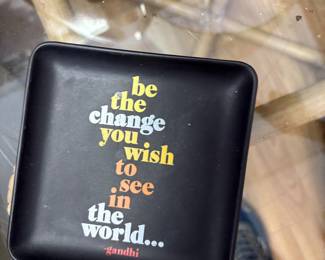 be
the
change
you
wish
to
see
in
the
world...
-gandhi